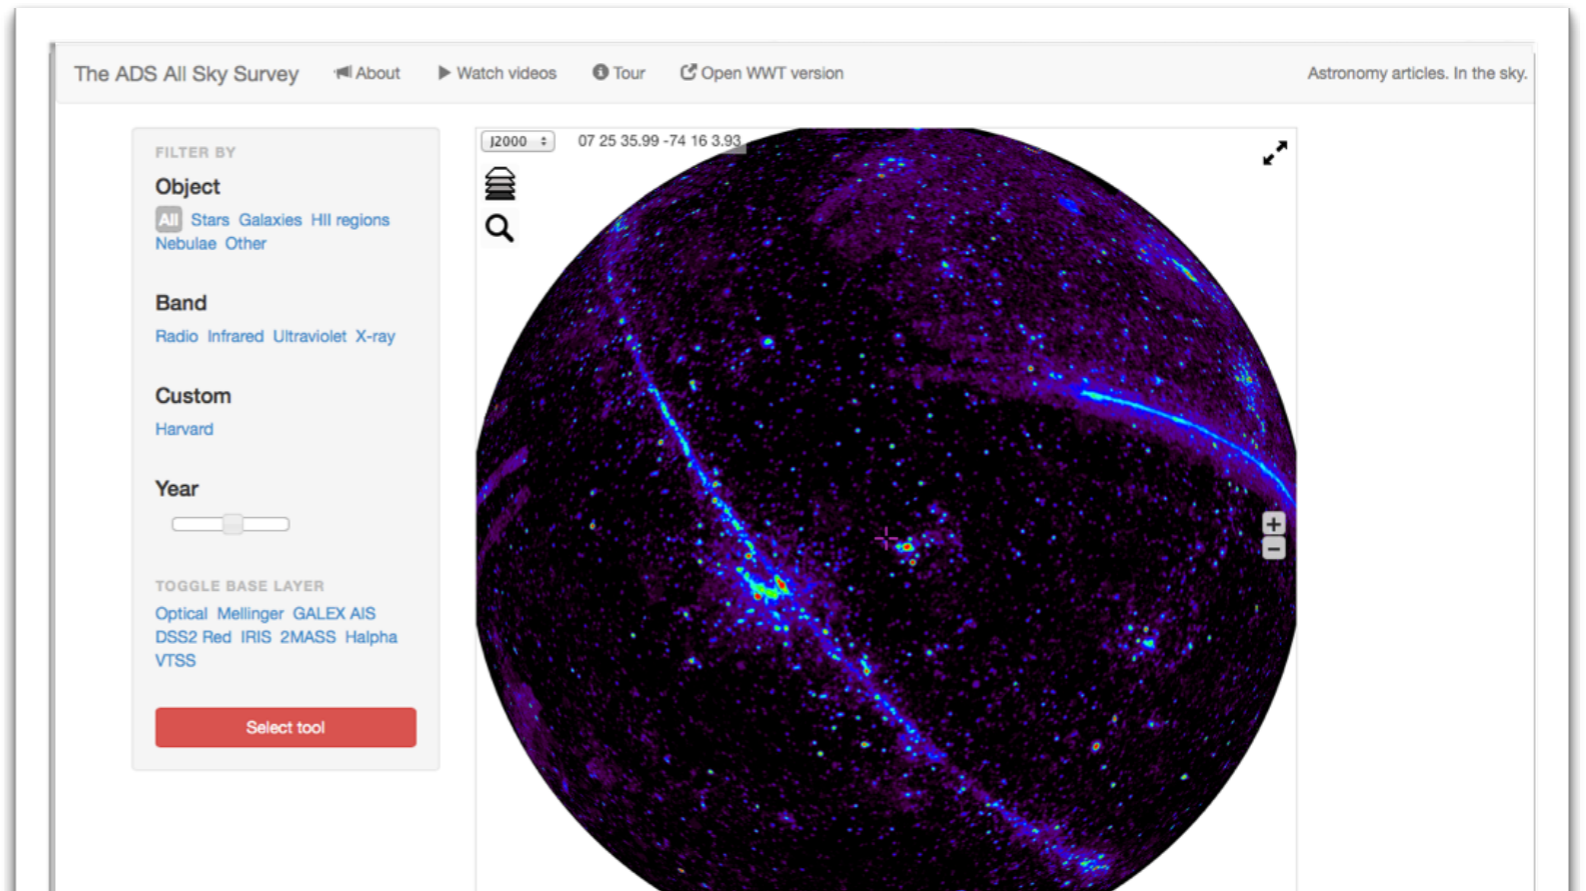 The ADS All Sky Survey About Watch videos Tour Open WWT version Astronomy articles. In the sky.
FILTER BY
Object
All Stars Galaxies HII regions
Nebulae Other
Band
Radio Infrared Ultraviolet X-ray
Custom
Harvard
Year
TOGGLE BASE LAYER
Optical Mellinger GALEX AIS
DSS2 Red IRIS 2MASS Halpha
VTSS
Select tool
J2000 07 25 35.99 -74 16 3.93
+
−